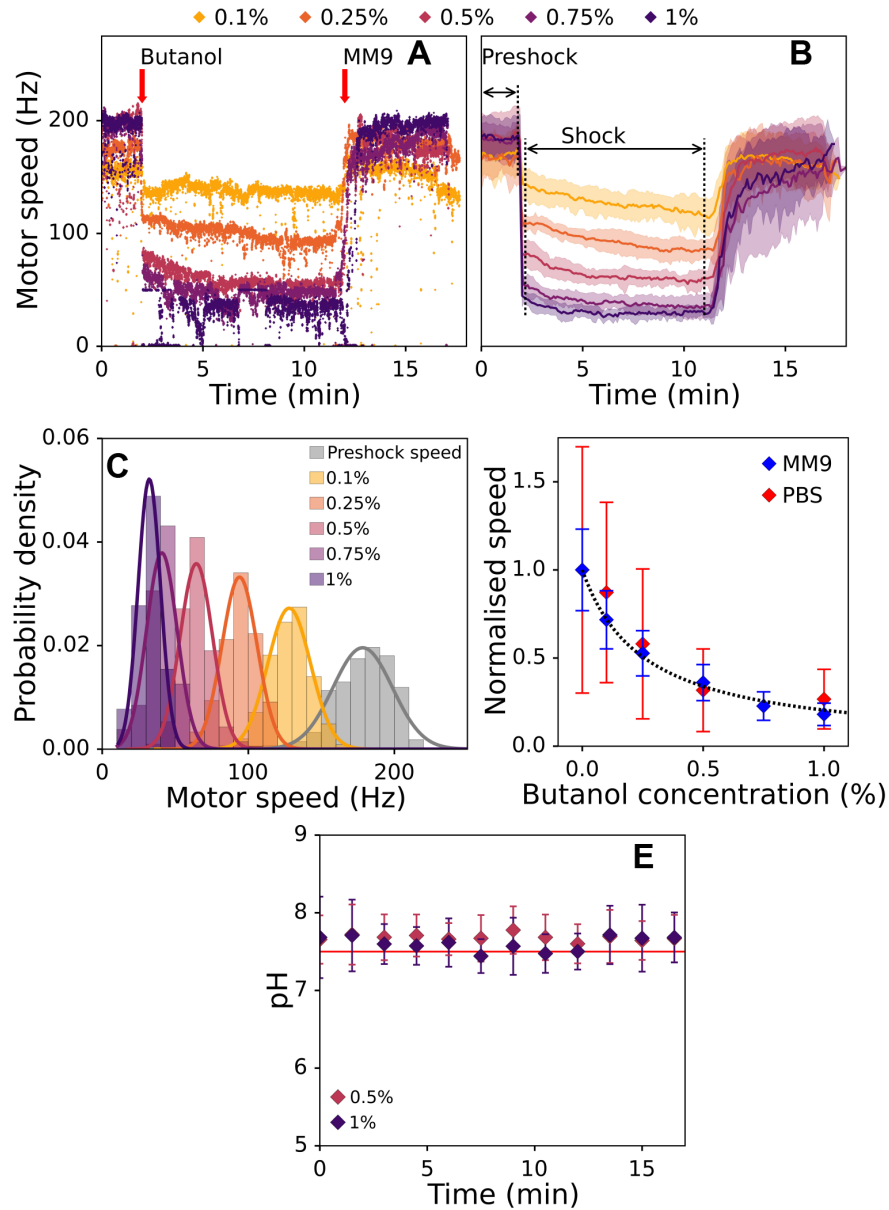 0.1% 0.25% 0.5% 0.75% 1%
Butanol MM9 A
Motor speed (Hz)
200
100
0
0 5 10 15
Time (min)
Preshock B
Shock
0 5 10 15
Time (min)
C
Probability density
0.06
0.04
0.02
0.00
Preshock speed
0.1%
0.25%
0.5%
0.75%
1%
0 100 200
Motor speed (Hz)
Normalised speed
1.5
1.0
0.5
0.0
MM9
PBS
0.0 0.5 1.0
Butanol concentration (%)
E
pH
9
8
7
6
5
0.5%
1%
0 5 10 15
Time (min)